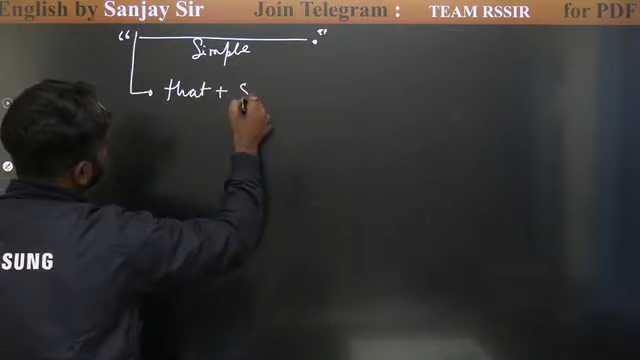 English by Sanjay Sir Join Telegram : TEAM RSSIR for PDF
“ ."
Simple
that + S
SUNG